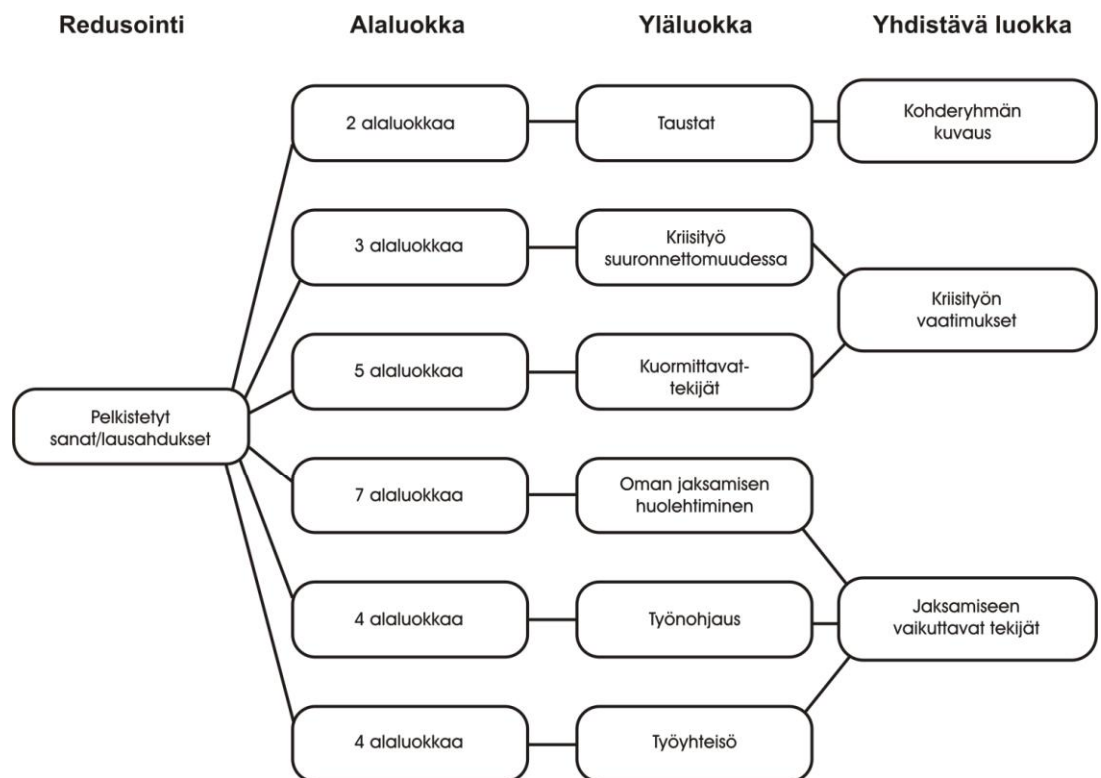 Redusointi
Alaluokka
Yläluokka
Yhdistävä luokka
2 alaluokkaa
Taustat
Kohderyhmän
kuvaus
3 alaluokkaa
Kriisityö
suuronnettomuudessa
Kriisityön
vaatimukset
5 alaluokkaa
Kuormittavat-
tekijät
Pelkistetyt
sanat/lausahdukset
7 alaluokkaa
Oman jaksamisen
huolehtiminen
4 alaluokkaa
Työnohjaus
Jaksamiseen
vaikuttavat tekijät
4 alaluokkaa
Työyhteisö